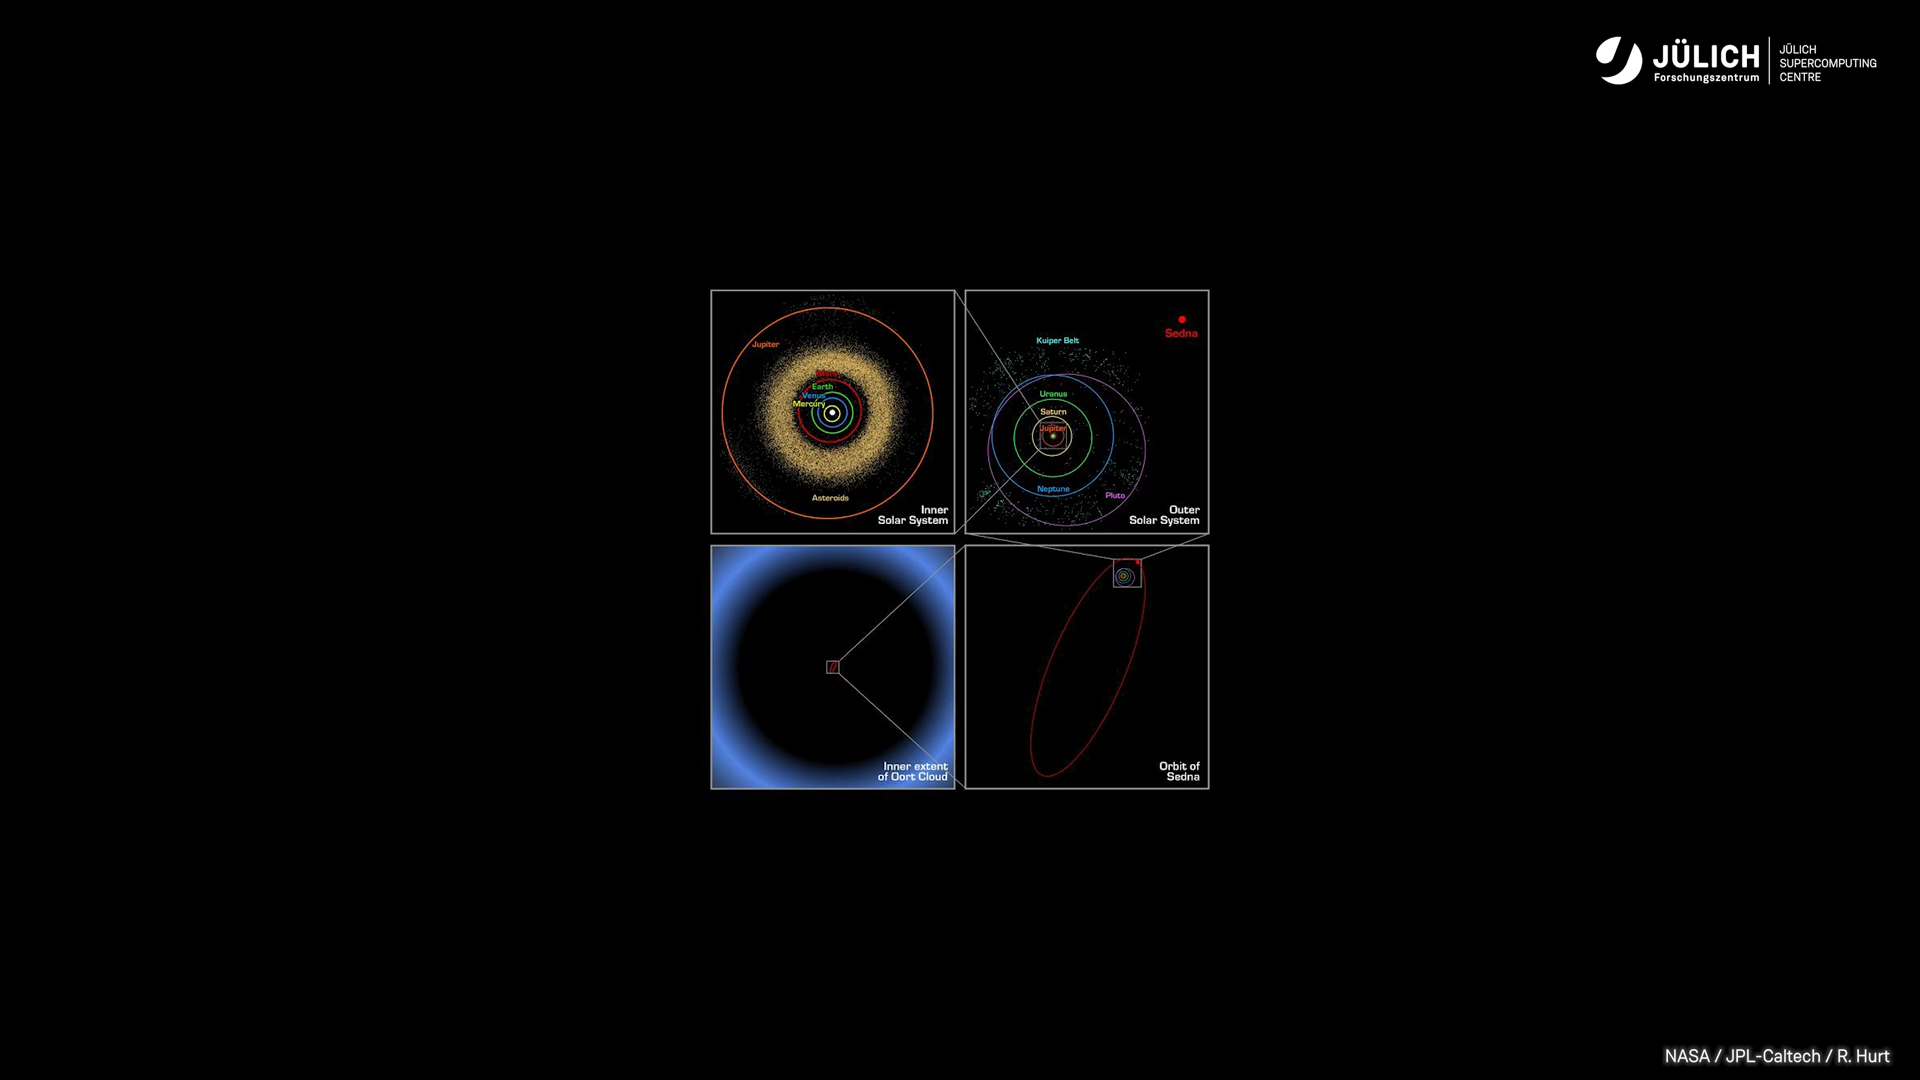 JÜLICH
Forschungszentrum
JÜLICH
SUPERCOMPUTING
CENTRE
Jupiter
Mars
Earth
Venus
Mercury
Asteroids
Inner
Solar System
Sedna
Kuiper Belt
Uranus
Saturn
Jupiter
Neptune
Pluto
Outer
Solar System
Inner extent
of Oort Cloud
Orbit of
Sedna
NASA / JPL-Caltech / R. Hurt